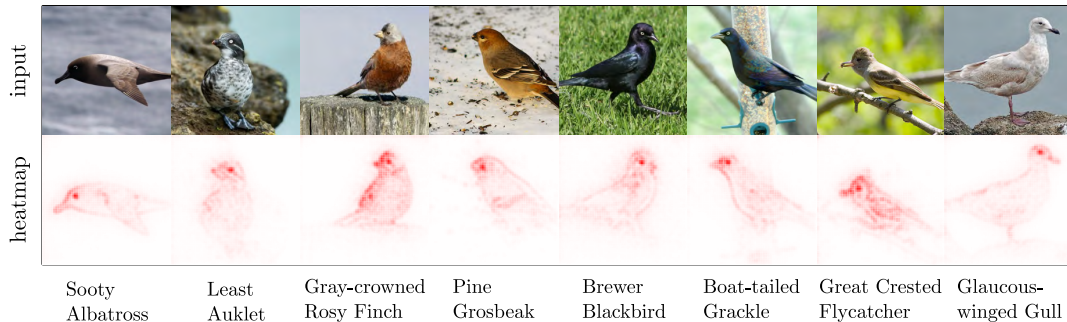 input
heatmap
Sooty
Albatross
Least
Auklet
Gray-crowned
Rosy Finch
Pine
Grosbeak
Brewer
Blackbird
Boat-tailed
Grackle
Great Crested
Flycatcher
Glaucous-
winged Gull